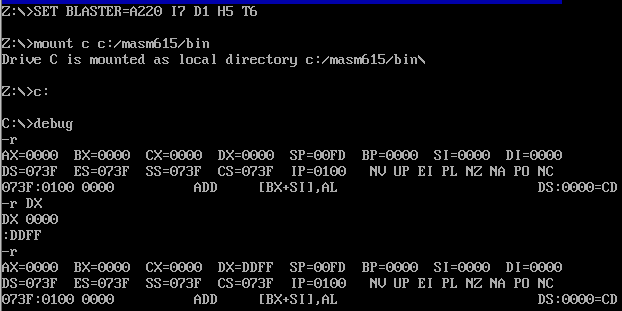 Z:\>SET BLASTER=A220 I7 D1 H5 T6
Z:\>mount c c:/masm615/bin
Drive C is mounted as local directory c:/masm615/bin\
Z:\>c:
C:\>debug
-r
AX=0000 BX=0000 CX=0000 DX=0000 SP=00FD BP=0000 SI=0000 DI=0000
DS=073F ES=073F SS=073F CS=073F IP=0100 NV UP EI PL NZ NA PO NC
073F:0100 0000 ADD [BX+SI],AL DS:0000=CD
-r DX
DX 0000
:DDFF
-r
AX=0000 BX=0000 CX=0000 DX=DDFF SP=00FD BP=0000 SI=0000 DI=0000
DS=073F ES=073F SS=073F CS=073F IP=0100 NV UP EI PL NZ NA PO NC
073F:0100 0000 ADD [BX+SI],AL DS:0000=CD